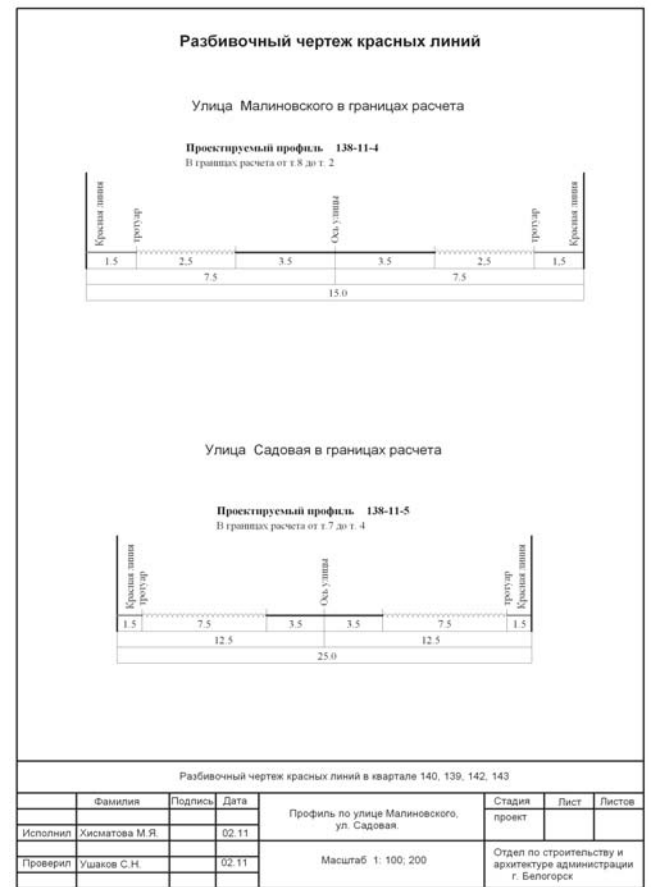 Разбивочный чертеж красных линий
Улица Малиновского в границах расчета
Проектируемый профиль 138-11-4
В границах расчета от т.8 до т. 2
Красная линия
тротуар
Ось улицы
тротуар
Красная линия
1.5 2,5 3.5 3.5 2,5 1,5
7.5 7.5
15.0
Улица Садовая в границах расчета
Проектируемый профиль 138-11-5
В границах расчета от т.7 до т. 4
Красная линия
тротуар
Ось улицы
тротуар
Красная линия
1.5 7.5 3.5 3.5 7.5 1.5
12.5 12.5
25.0
Разбивочный чертеж красных линий в квартале 140, 139, 142, 143
Фамилия Подпись Дата
Исполнил Хисматова М.Я. 02.11
Проверил Ушаков С.Н. 02.11
Профиль по улице Малиновского,
ул. Садовая.
Масштаб 1: 100; 200
Стадия Лист Листов
проект
Отдел по строительству и
архитектуре администрации
г. Белогорск